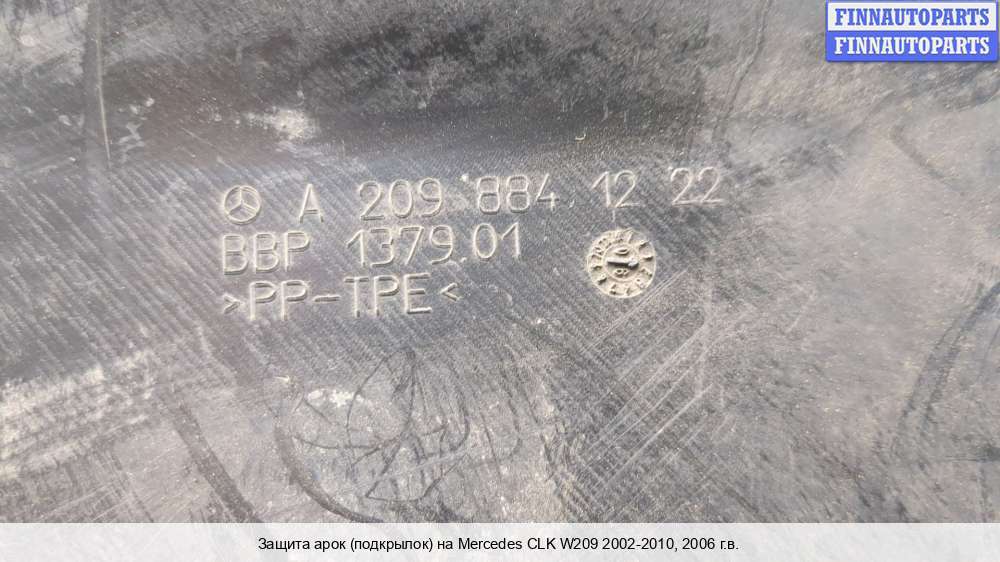 FINNAUTOPARTS
FINNAUTOPARTS
A 209 884 12 22
BBP 1379.01
>PP-TPE<
Защита арок (подкрылок) на Mercedes CLK W209 2002-2010, 2006 г.в.